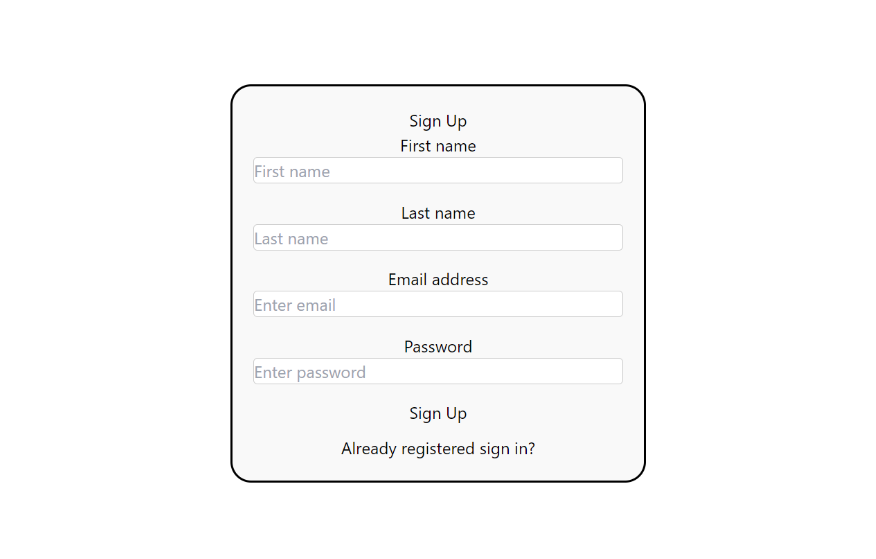 Sign Up
First name
First name
Last name
Last name
Email address
Enter email
Password
Enter password
Sign Up
Already registered sign in?